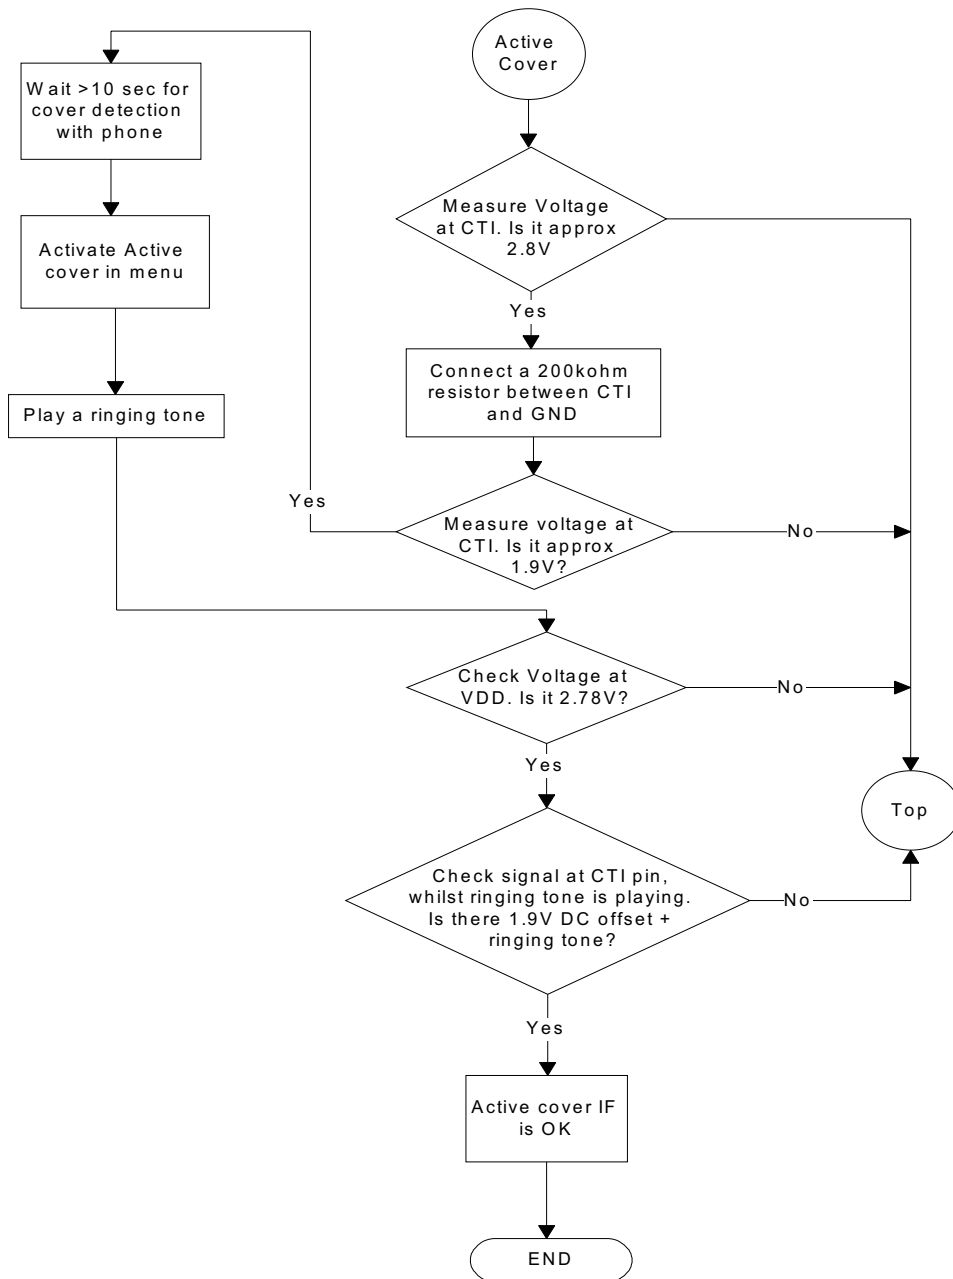 Active
Cover
Wait >10 sec for
cover detection
with phone
Measure Voltage
at CTI. Is it approx
2.8V
Activate Active
cover in menu
Yes
Connect a 200kohm
resistor between CTI
and GND
Play a ringing tone
Yes
Measure voltage at
CTI. Is it approx
1.9V?
No
Check Voltage at
VDD. Is it 2.78V?
No
Yes
Top
Check signal at CTI pin,
whilst ringing tone is playing.
Is there 1.9V DC offset +
ringing tone?
No
Yes
Active cover IF
is OK
END